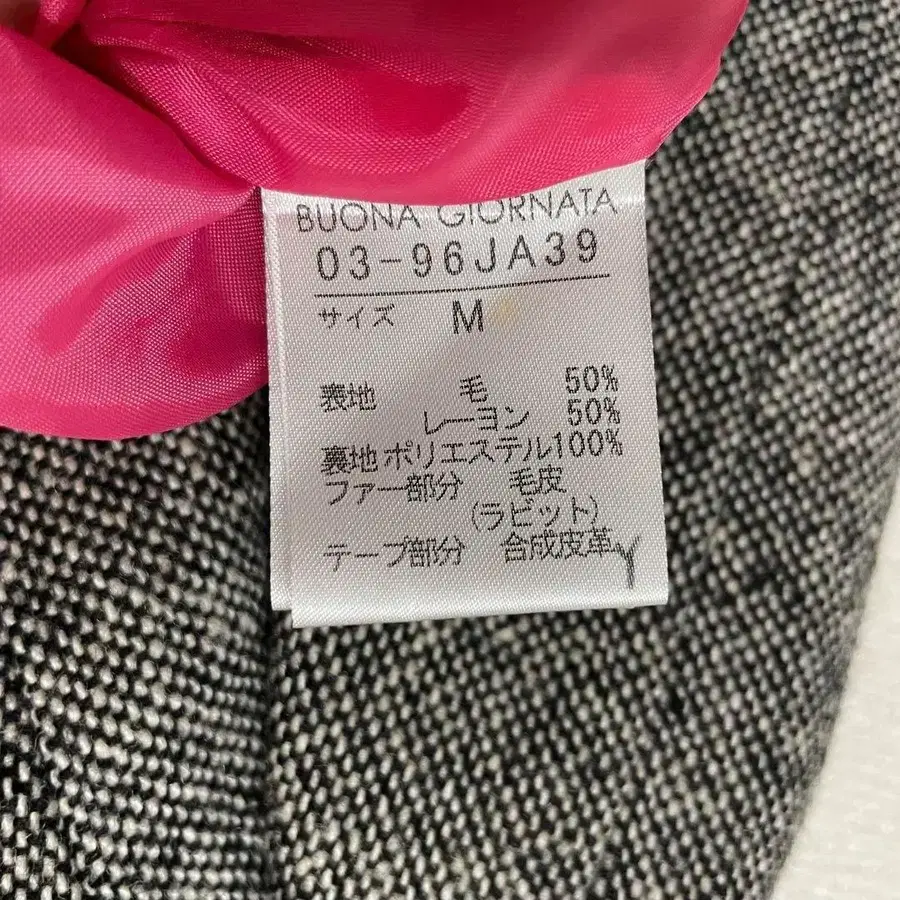 BUONA GIORNATA
03-96JA39
サイズ M
表地 毛 50%
レーヨン 50%
裏地 ポリエステル100%
ファー部分 毛皮
(ラビット)
テープ部分 合成皮革
Y